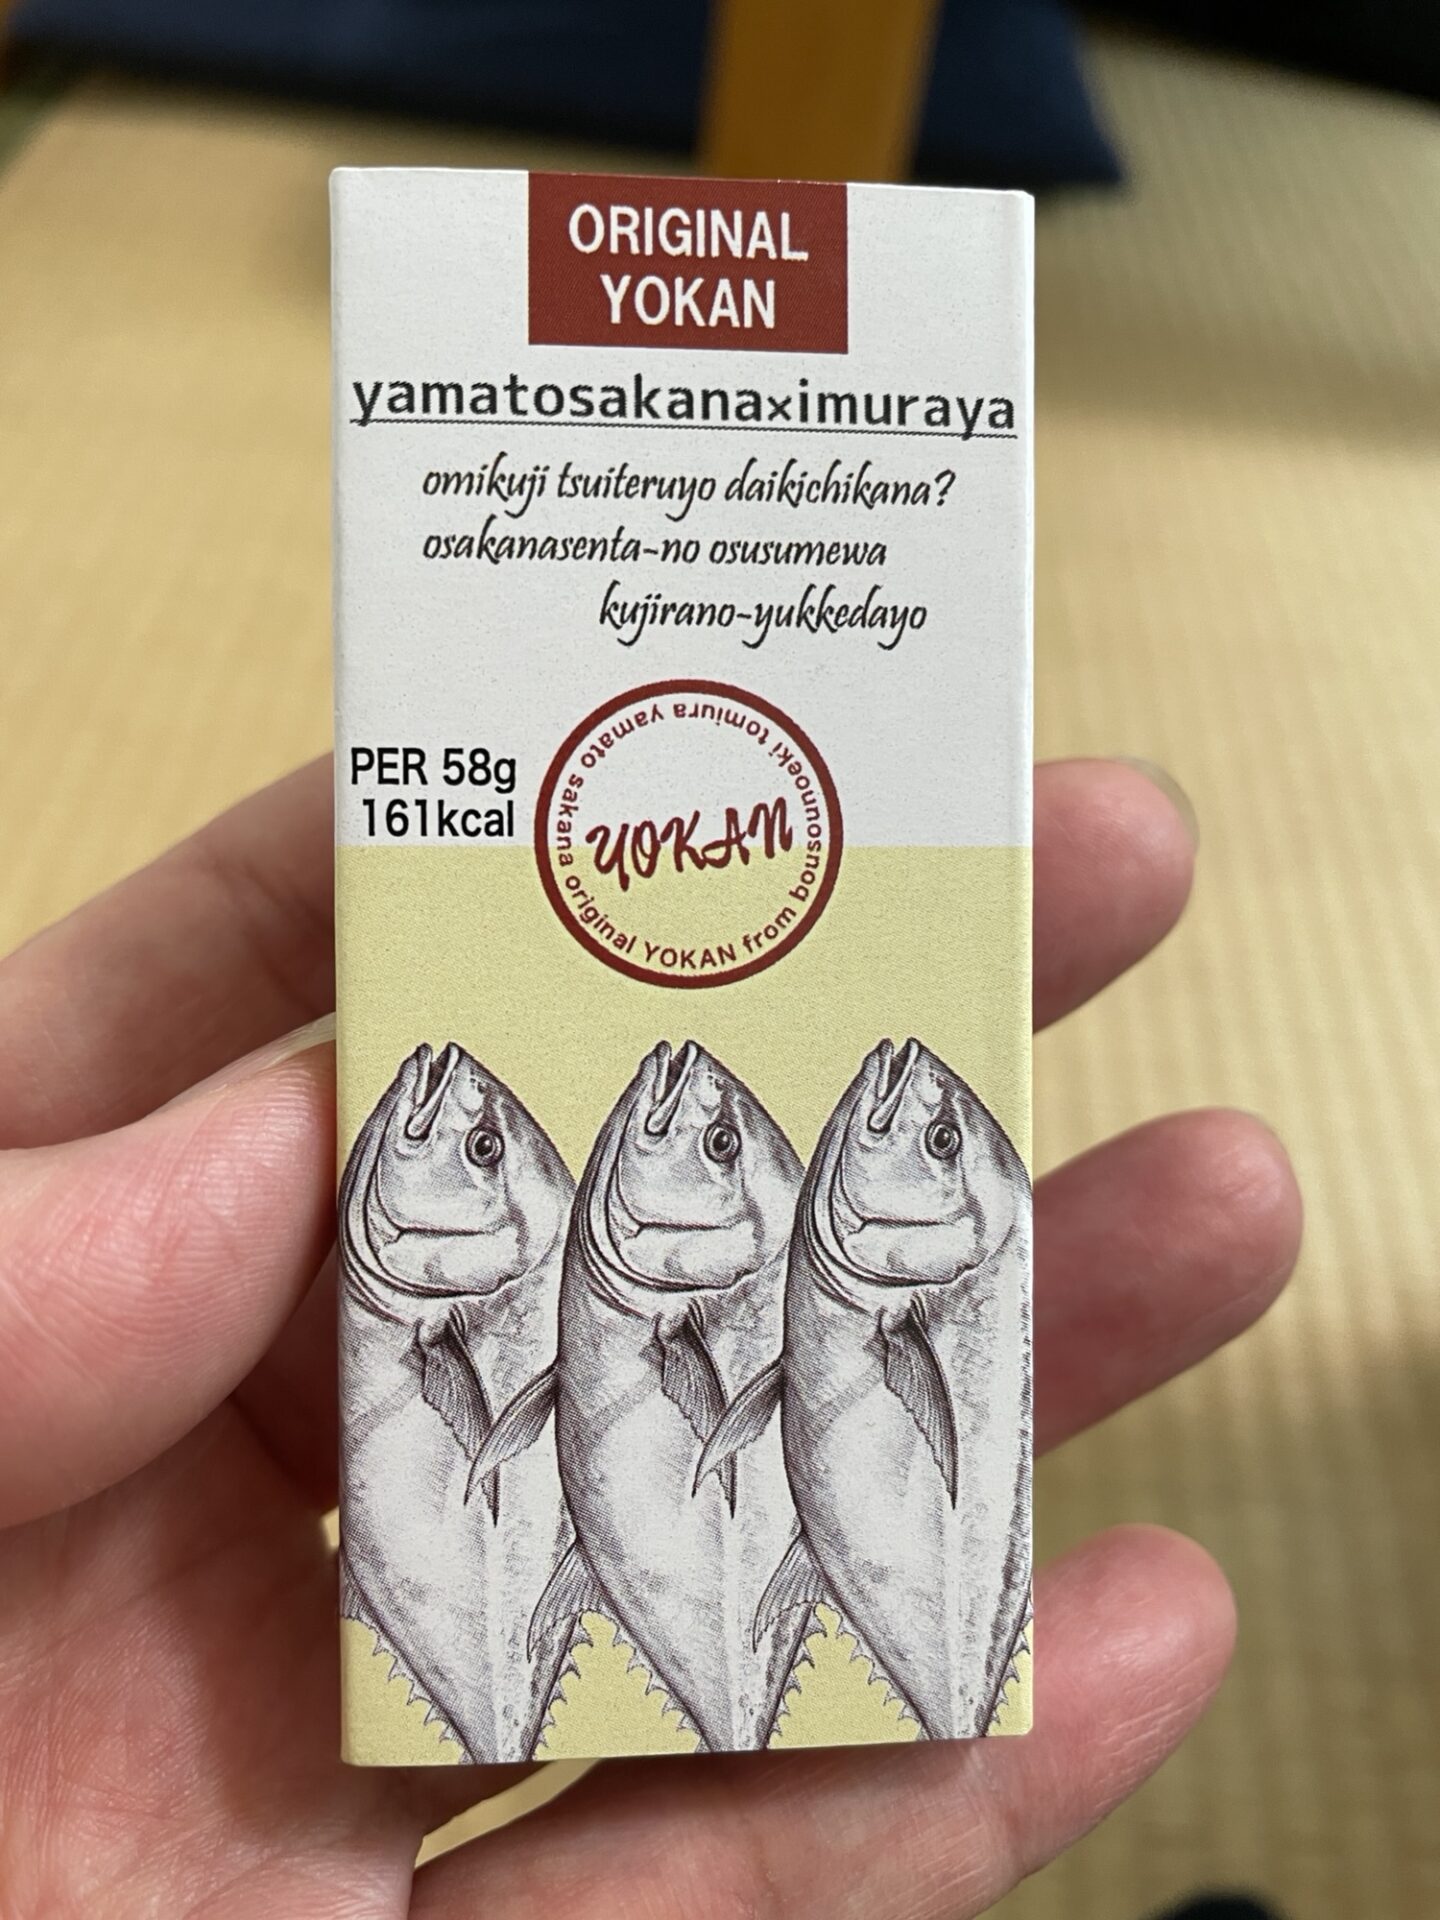 ORIGINAL
YOKAN
yamatosakana×imuraya
omikuji tsuiteruyo daikichikana?
osakanasenta-no osusumewa
kujirano-yukkedayo
PER 58g
161kcal
yamato sakana original YOKAN from bousounoeki tomiura
YOKAN